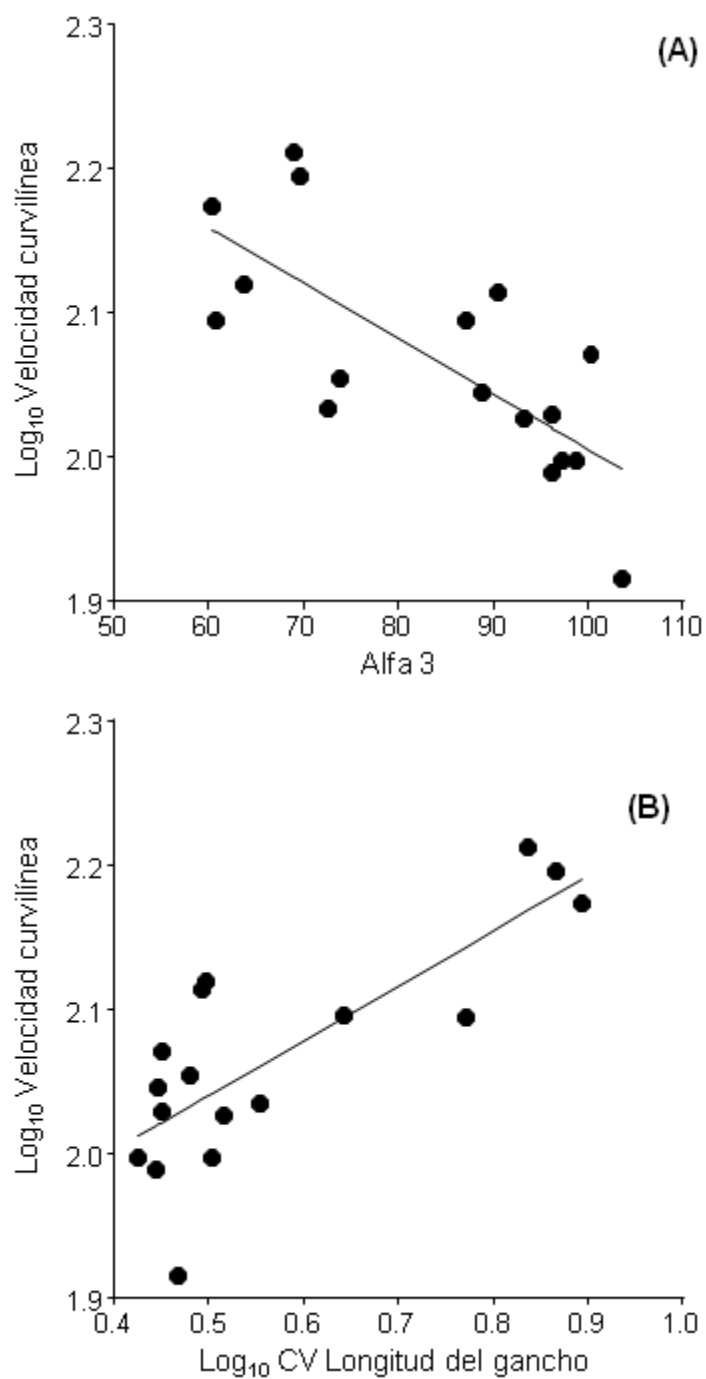 (A)
2.3
2.2
2.1
2.0
1.9
Log10 Velocidad curvilínea
50 60 70 80 90 100 110
Alfa 3
(B)
2.3
2.2
2.1
2.0
1.9
Log10 Velocidad curvilínea
0.4 0.5 0.6 0.7 0.8 0.9 1.0
Log10 CV Longitud del gancho